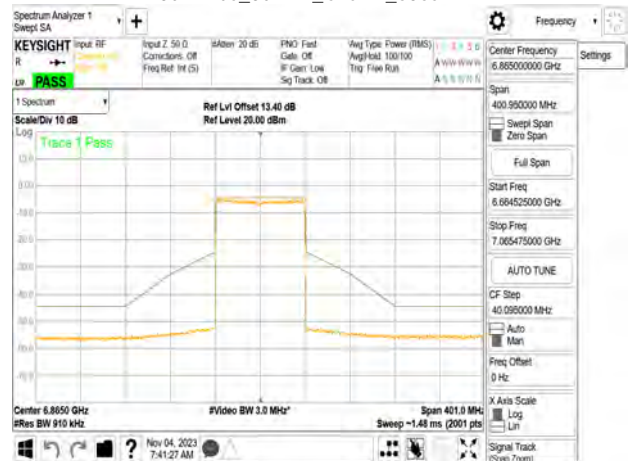 Spectrum Analyzer 1
Swept SA
Frequency
Settings
KEYSIGHT
Input: RF
Input Z: 50 Ω
#Atten: 20 dB
PNO: Fast
Avg Type: Power (RMS)
R
Corrections: Off
Gate: Off
Avg|Hold: 100/100
Freq Ref: Int (S)
IF Gain: Low
Trig: Free Run
Sig Track: Off
PASS
Center Frequency
6.865000000 GHz
Span
400.950000 MHz
Swept Span
Zero Span
Full Span
Start Freq
6.664525000 GHz
Stop Freq
7.065475000 GHz
AUTO TUNE
CF Step
40.095000 MHz
Auto
Man
Freq Offset
0 Hz
X Axis Scale
Log
Lin
Signal Track
(Span Zoom)
1 Spectrum
Scale/Div 10 dB
Ref Lvl Offset 13.40 dB
Ref Level 20.00 dBm
Log
Trace 1 Pass
Center 6.8650 GHz
#Video BW 3.0 MHz*
Span 401.0 MHz
#Res BW 910 kHz
Sweep ~1.48 ms (2001 pts
Nov 04, 2023
7:41:27 AM